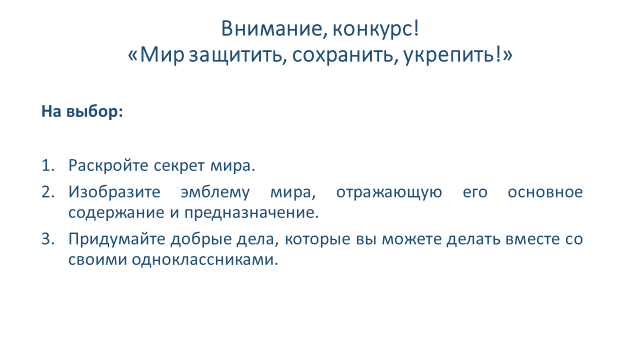 Внимание, конкурс!
«Мир защитить, сохранить, укрепить!»
На выбор:
1. Раскройте секрет мира.
2. Изобразите эмблему мира, отражающую его основное
содержание и предназначение.
3. Придумайте добрые дела, которые вы можете делать вместе со
своими одноклассниками.